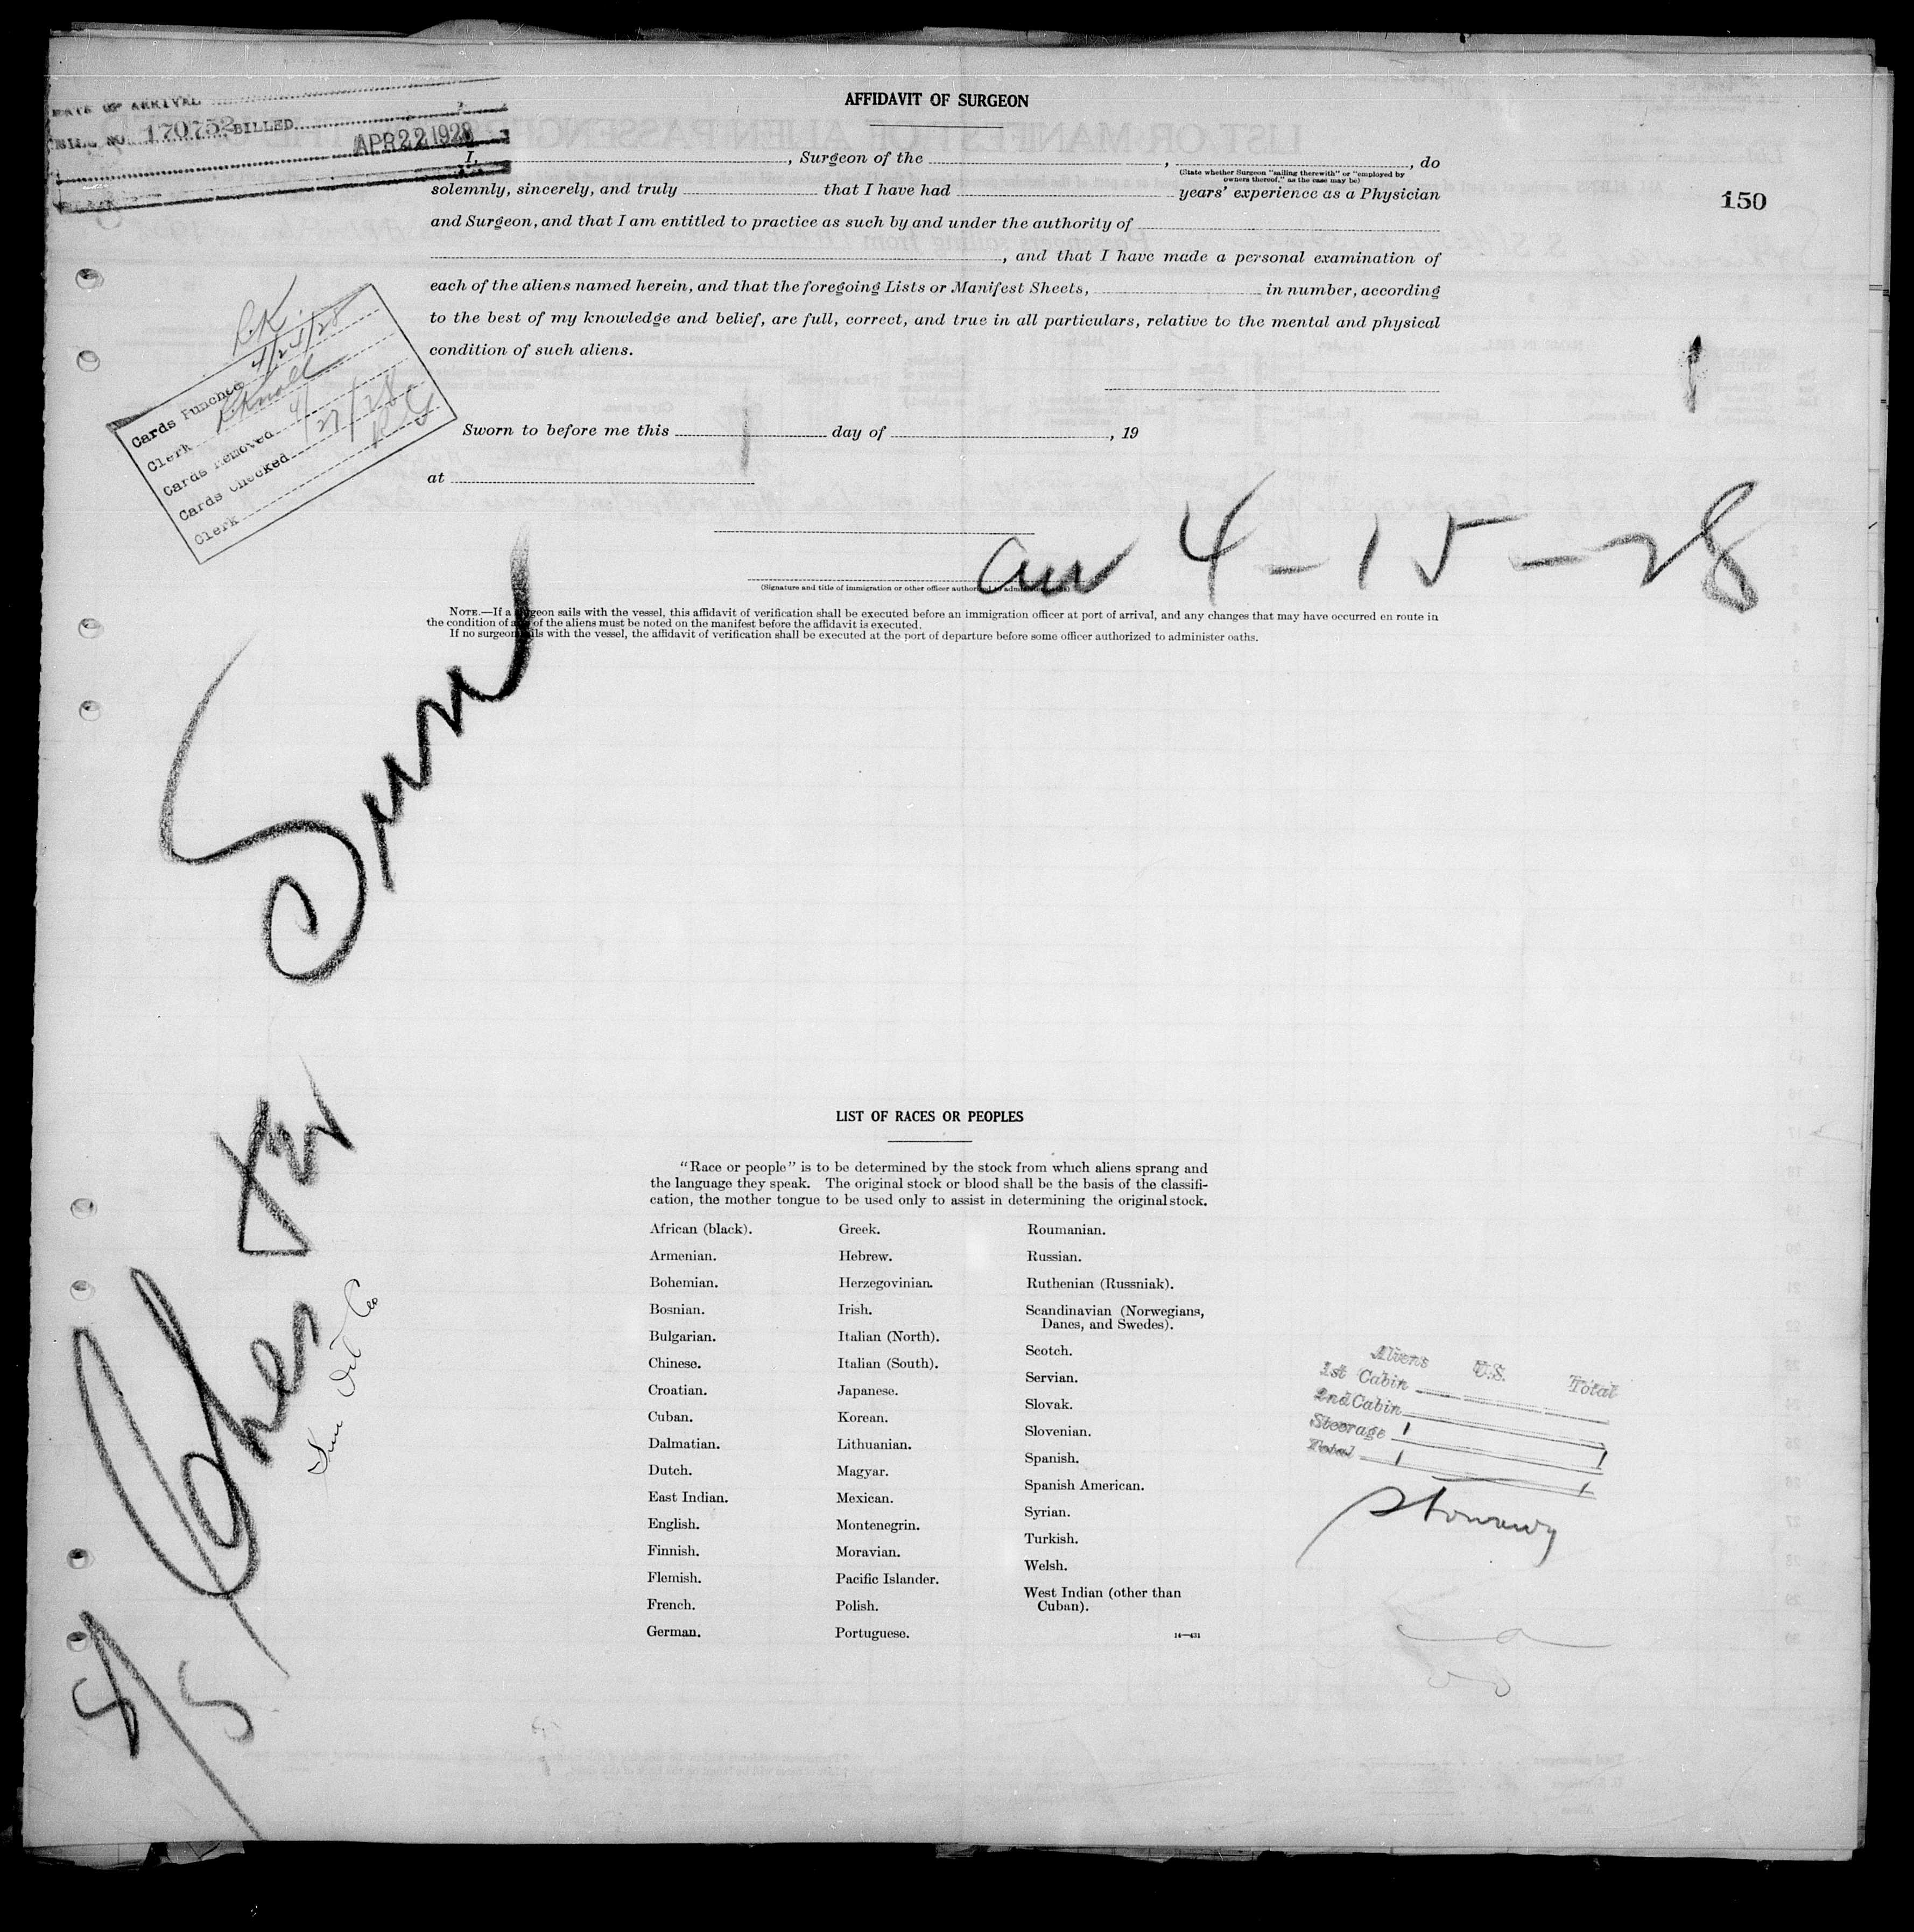 DATE OF ARRIVAL
BILL NO. 170752 BILLED APR 22 1928
150
AFFIDAVIT OF SURGEON
I, , Surgeon of the , , do
(State whether Surgeon "sailing therewith" or "employed by
owners thereof," as the case may be)
solemnly, sincerely, and truly that I have had years' experience as a Physician
and Surgeon, and that I am entitled to practice as such by and under the authority of
, and that I have made a personal examination of
each of the aliens named herein, and that the foregoing Lists or Manifest Sheets, in number, according
to the best of my knowledge and belief, are full, correct, and true in all particulars, relative to the mental and physical
condition of such aliens.
Cards Punched 4/24/28
Clerk
Cards removed
Cards checked 4/27/28
Clerk
Sworn to before me this day of , 19
at
4-15-28
(Signature and title of immigration or other officer authorized to administer oaths)
NOTE.—If a surgeon sails with the vessel, this affidavit of verification shall be executed before an immigration officer at port of arrival, and any changes that may have occurred en route in
the condition of any of the aliens must be noted on the manifest before the affidavit is executed.
If no surgeon sails with the vessel, the affidavit of verification shall be executed at the port of departure before some officer authorized to administer oaths.
Sun
Ches
LIST OF RACES OR PEOPLES
"Race or people" is to be determined by the stock from which aliens sprang and
the language they speak. The original stock or blood shall be the basis of the classifi-
cation, the mother tongue to be used only to assist in determining the original stock.
African (black).
Armenian.
Bohemian.
Bosnian.
Bulgarian.
Chinese.
Croatian.
Cuban.
Dalmatian.
Dutch.
East Indian.
English.
Finnish.
Flemish.
French.
German.
Greek.
Hebrew.
Herzegovinian.
Irish.
Italian (North).
Italian (South).
Japanese.
Korean.
Lithuanian.
Magyar.
Mexican.
Montenegrin.
Moravian.
Pacific Islander.
Polish.
Portuguese.
Roumanian.
Russian.
Ruthenian (Russniak).
Scandinavian (Norwegians,
Danes, and Swedes).
Scotch.
Servian.
Slovak.
Slovenian.
Spanish.
Spanish American.
Syrian.
Turkish.
Welsh.
West Indian (other than
Cuban).
14—431
Aliens U.S. Total
1st Cabin
2nd Cabin
Steerage 1 1
Total 1 1
Stowaway